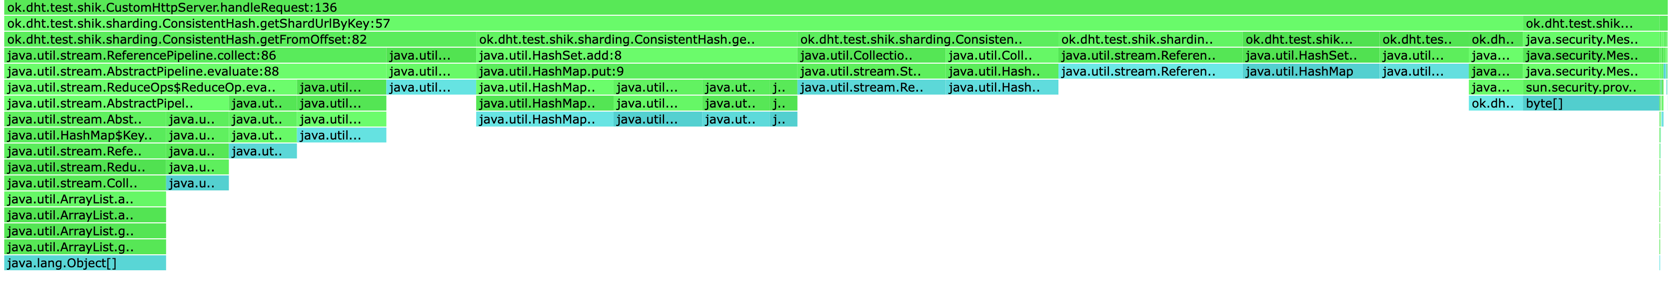 ok.dht.test.shik.CustomHttpServer.handleRequest:136
ok.dht.test.shik.sharding.ConsistentHash.getShardUrlByKey:57 ok.dht.test.shik...
ok.dht.test.shik.sharding.ConsistentHash.getFromOffset:82 ok.dht.test.shik.sharding.ConsistentHash.ge.. ok.dht.test.shik.sharding.Consisten.. ok.dht.test.shik.shardin.. ok.dht.test.shik... ok.dht.tes.. ok.dh.. java.security.Mes..
java.util.stream.ReferencePipeline.collect:86 java.util... java.util.HashSet.add:8 java.util.Collectio.. java.util.Coll.. java.util.stream.Referen.. java.util.HashSet.. java.util... java... java.security.Mes..
java.util.stream.AbstractPipeline.evaluate:88 java.util... java.util.HashMap.put:9 java.util.stream.St.. java.util.Hash.. java.util.stream.Referen.. java.util.HashMap java.util... java... java.security.Mes..
java.util.stream.ReduceOps$ReduceOp.eva.. java.util... java.util... java.util.HashMap.. java.util... java.ut.. j.. java.util.stream.Re.. java.util.Hash.. java... sun.security.prov..
java.util.stream.AbstractPipel.. java.ut.. java.util... java.util.HashMap.. java.util... java.ut.. j.. ok.dh.. byte[]
java.util.stream.Abst.. java.u.. java.ut.. java.util... java.util.HashMap.. java.util... java.ut.. j..
java.util.HashMap$Key.. java.u.. java.ut.. java.util...
java.util.stream.Refe.. java.u.. java.ut..
java.util.stream.Redu.. java.u..
java.util.stream.Coll.. java.u..
java.util.ArrayList.a..
java.util.ArrayList.a..
java.util.ArrayList.g..
java.util.ArrayList.g..
java.lang.Object[]